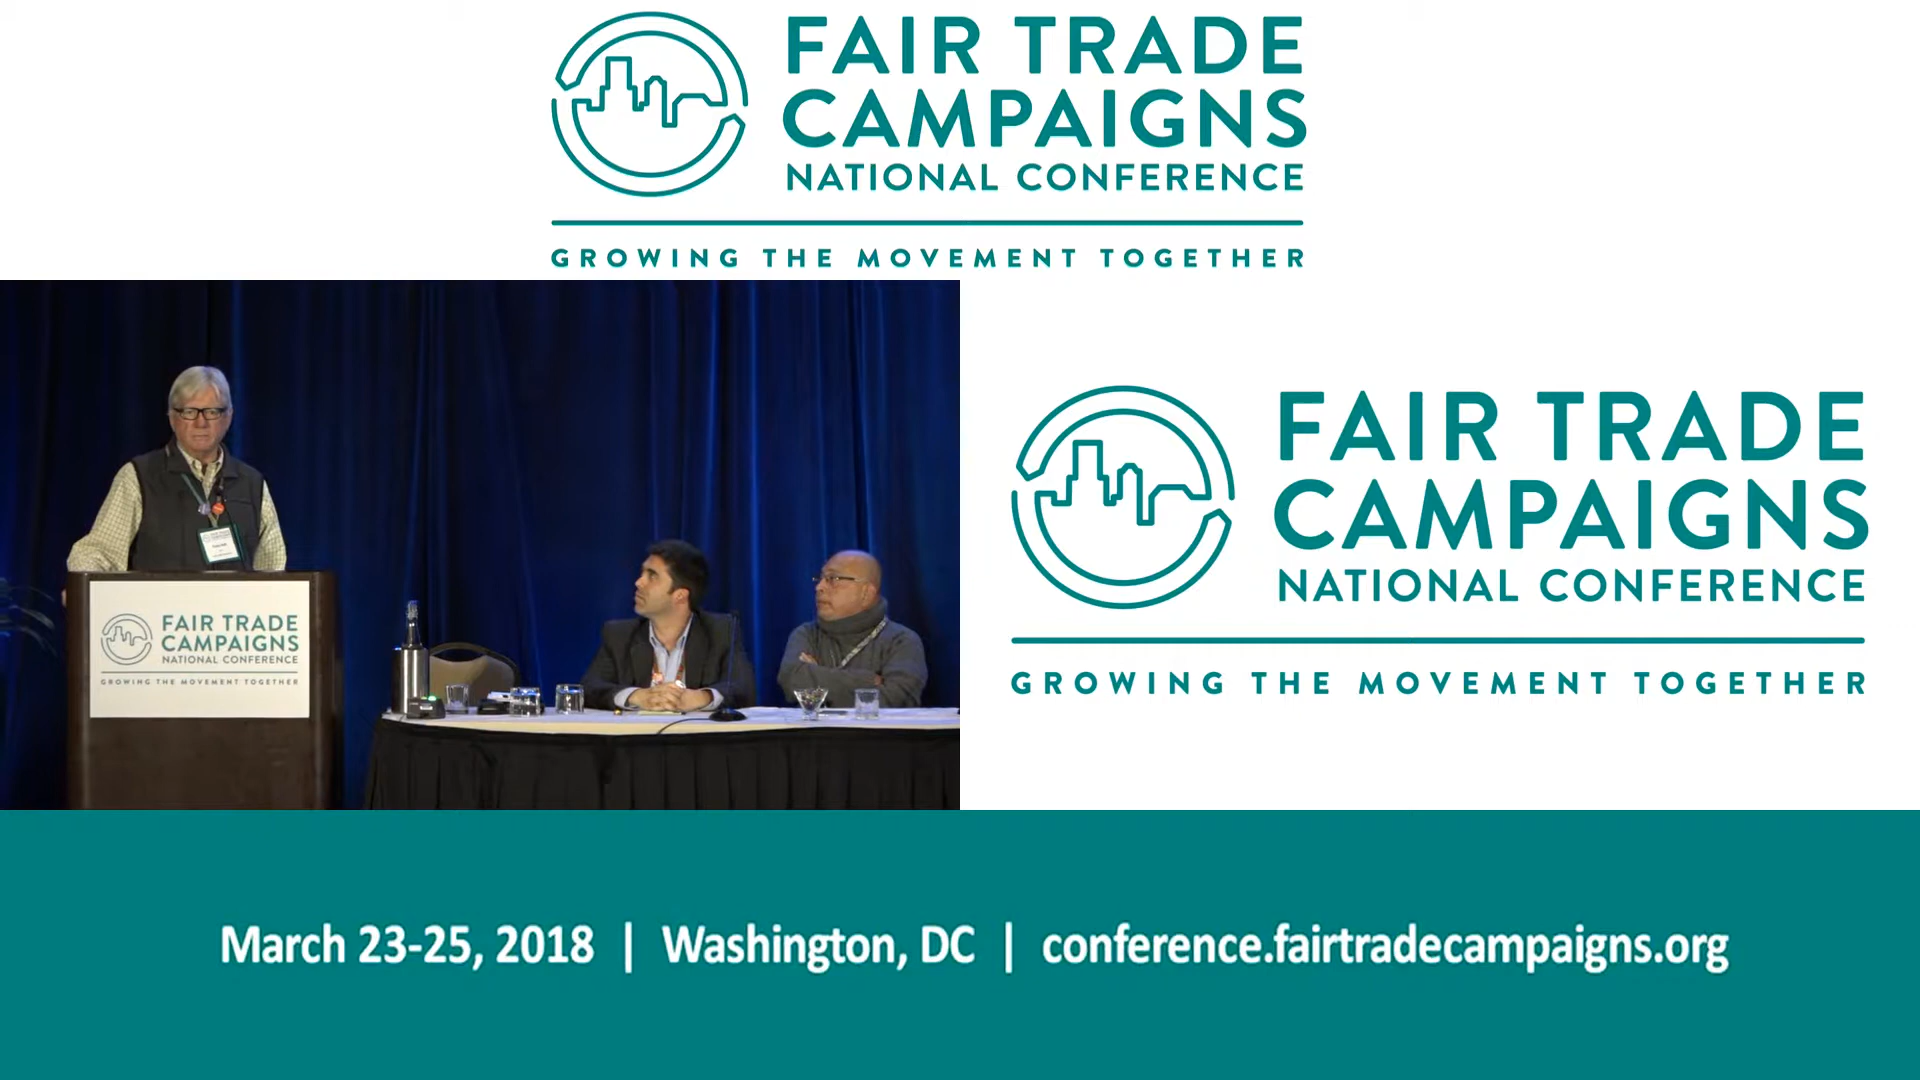 FAIR TRADE
CAMPAIGNS
NATIONAL CONFERENCE
GROWING THE MOVEMENT TOGETHER
FAIR TRADE
CAMPAIGNS
NATIONAL CONFERENCE
GROWING THE MOVEMENT TOGETHER
FAIR TRADE
CAMPAIGNS
NATIONAL CONFERENCE
GROWING THE MOVEMENT TOGETHER
March 23-25, 2018 | Washington, DC | conference.fairtradecampaigns.org